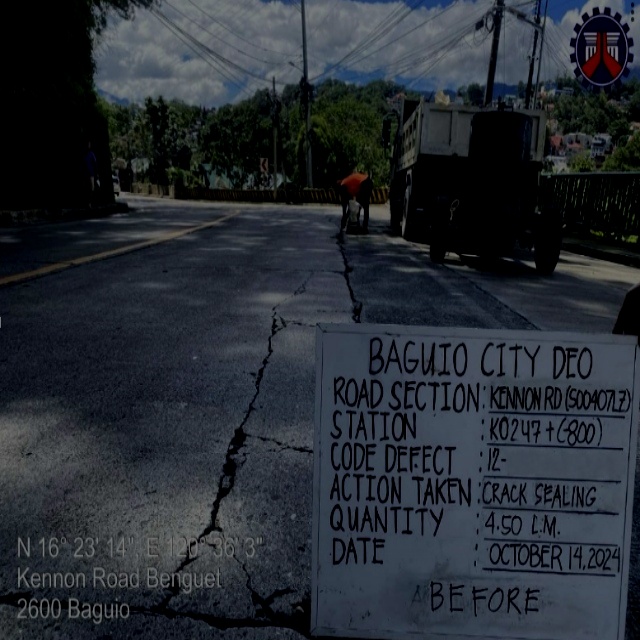 BAGUIO CITY DEO
ROAD SECTION KENNON RD (S00407LZ)
STATION K0247+(-800)
CODE DEFECT 12-
ACTION TAKEN CRACK SEALING
QUANTITY 4.50 L.M.
DATE OCTOBER 14, 2024
BEFORE
N 16° 23' 14" E 120° 36' 3"
Kennon Road Benguet
2600 Baguio